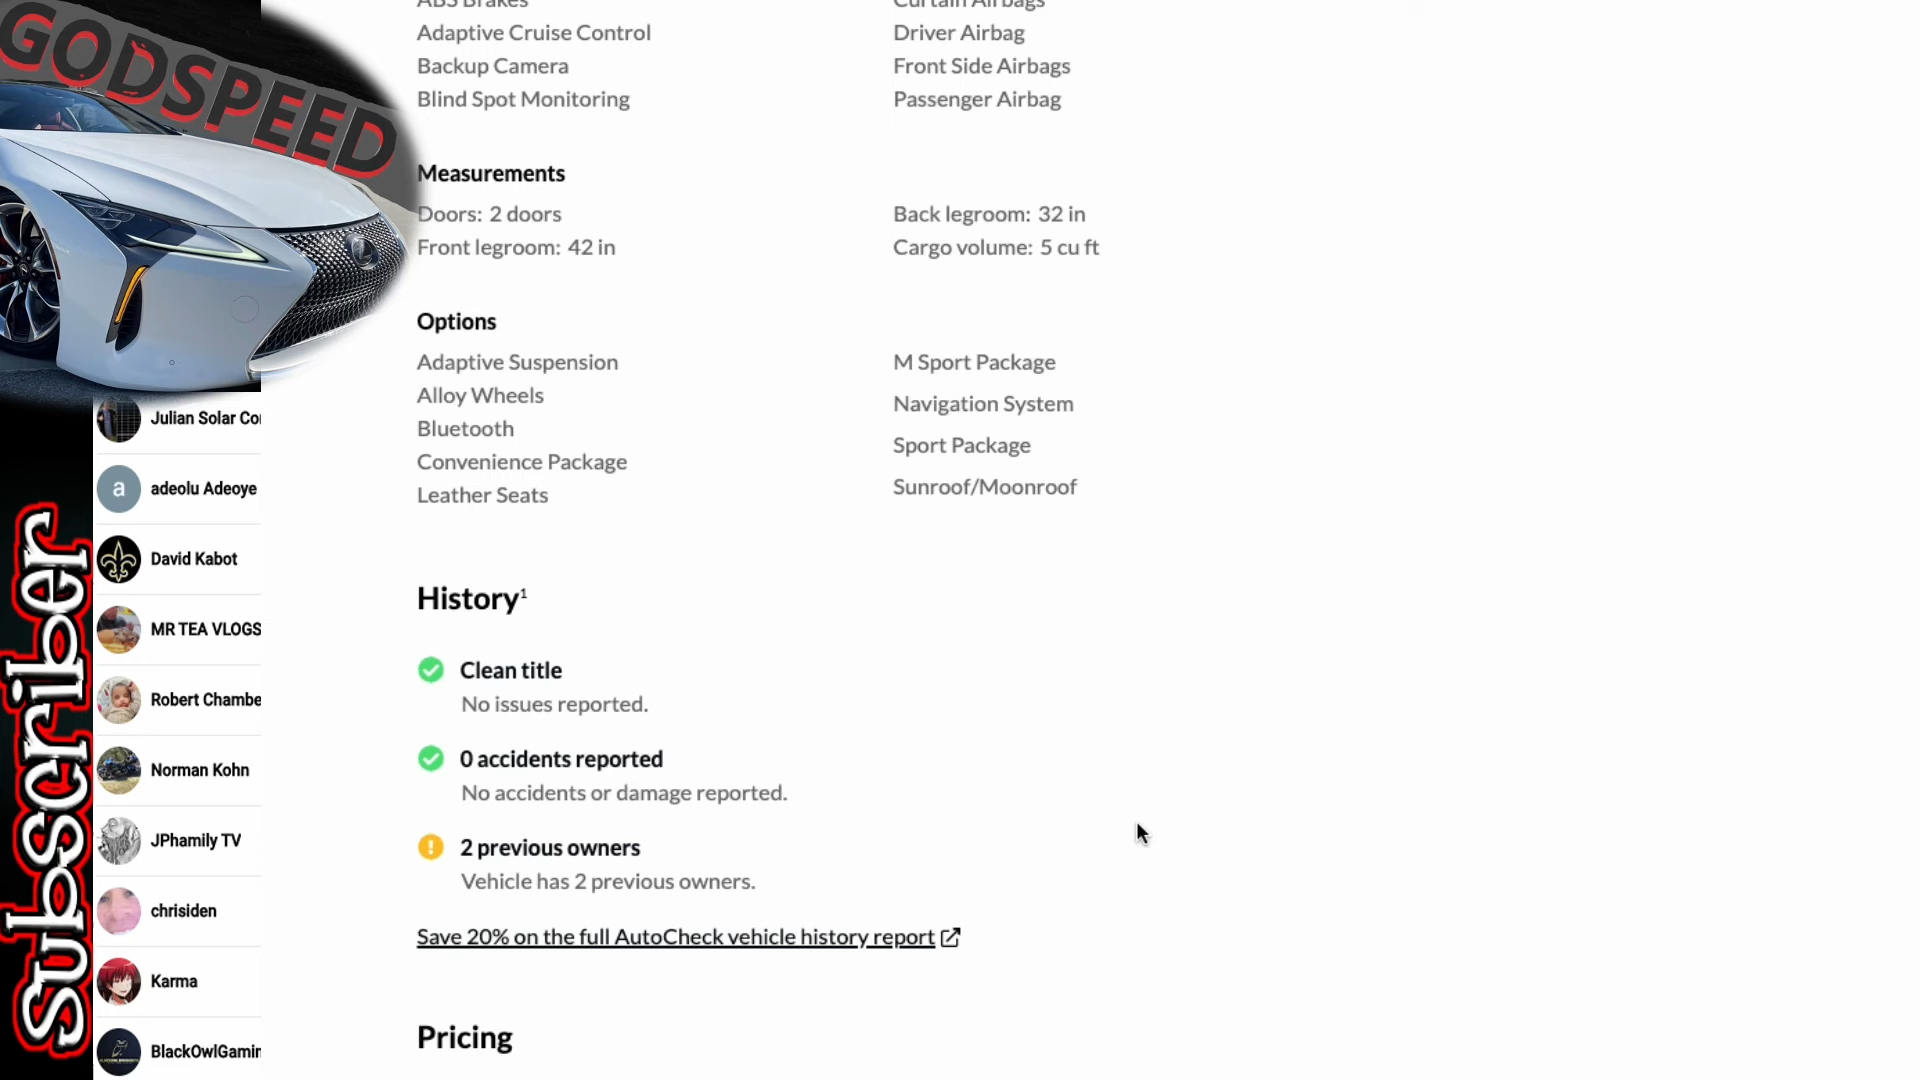 GODSPEED
ABS Brakes
Adaptive Cruise Control
Backup Camera
Blind Spot Monitoring
Curtain Airbags
Driver Airbag
Front Side Airbags
Passenger Airbag
Measurements
Doors: 2 doors
Front legroom: 42 in
Back legroom: 32 in
Cargo volume: 5 cu ft
Options
Adaptive Suspension
Alloy Wheels
Bluetooth
Convenience Package
Leather Seats
M Sport Package
Navigation System
Sport Package
Sunroof/Moonroof
History1
Clean title
No issues reported.
0 accidents reported
No accidents or damage reported.
2 previous owners
Vehicle has 2 previous owners.
Save 20% on the full AutoCheck vehicle history report
Pricing
Subscriber
Julian Solar Co
a
adeolu Adeoye
David Kabot
MR TEA VLOGS
Robert Chambe
Norman Kohn
JPhamily TV
chrisiden
Karma
BlackOwlGamin